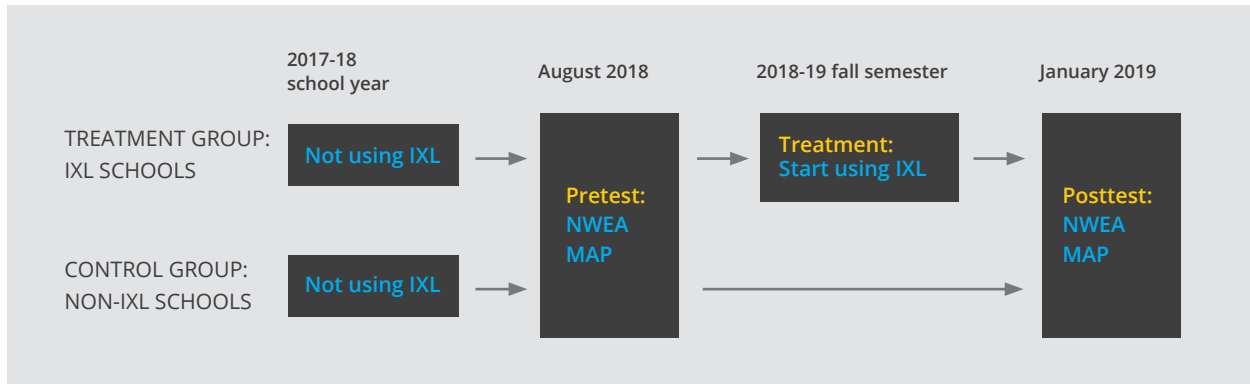 2017-18
school year
August 2018
2018-19 fall semester
January 2019
TREATMENT GROUP:
IXL SCHOOLS
Not using IXL
Pretest:
NWEA
MAP
Treatment:
Start using IXL
Posttest:
NWEA
MAP
CONTROL GROUP:
NON-IXL SCHOOLS
Not using IXL